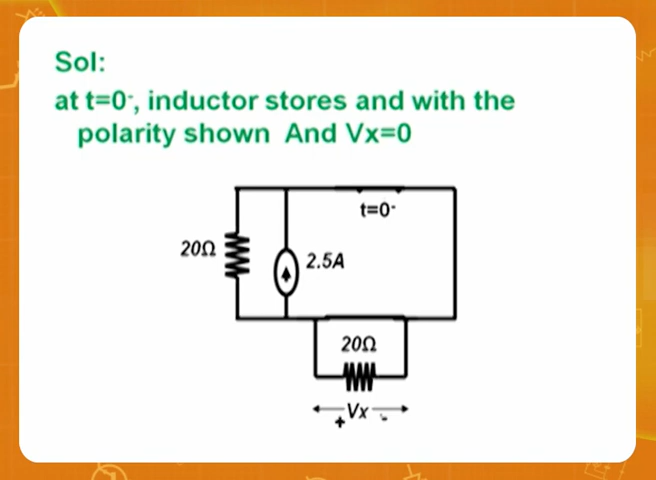 Sol:
at t=0-, inductor stores and with the
polarity shown And Vx=0
t=0-
20Ω
2.5A
20Ω
Vx
+ -